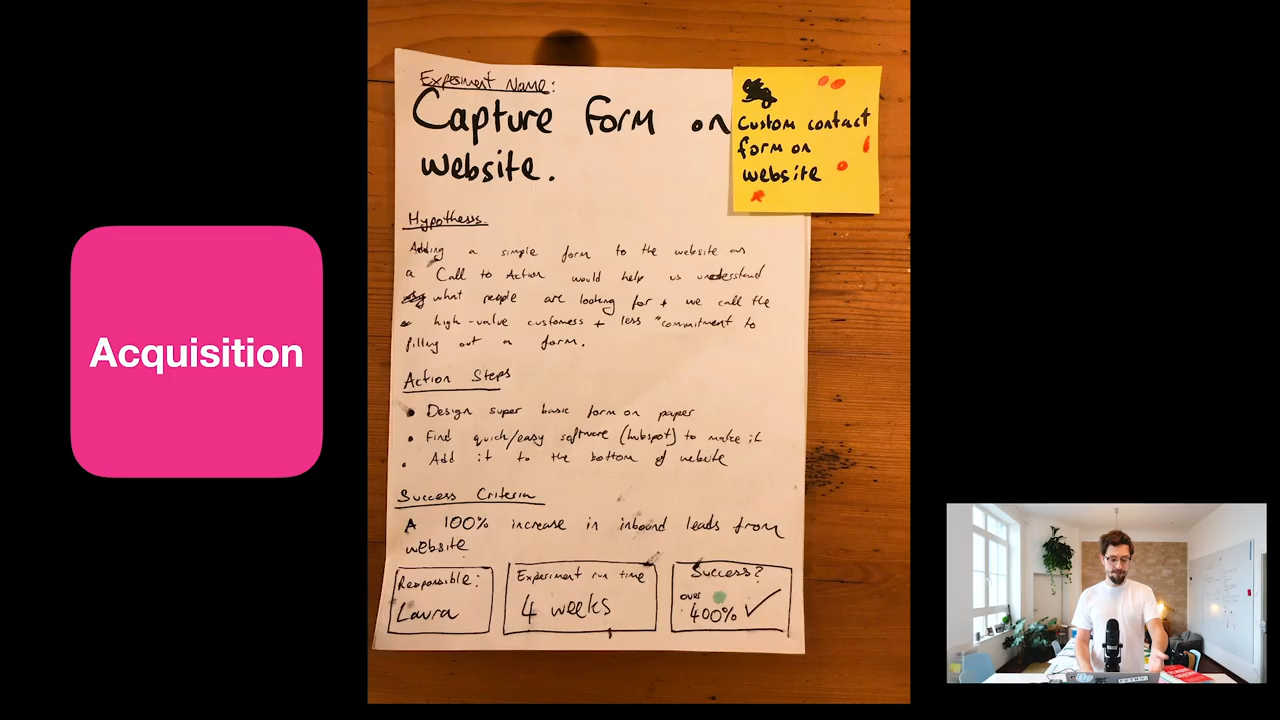 Acquisition
Experiment Name:
Capture Form on
website.
Custom contact
form on
website
Hypothesis
Adding a simple form to the website as
a Call to Action would help us understand
what people are looking for + we call the
high-value customers + less "commitment to
filling out a form.
Action Steps
• Design super basic form on paper
• Find quick/easy software (hubspot) to make it
• Add it to the bottom of website
Success Criteria
A 100% increase in inbound leads from
website
Responsible:
Laura
Experiment run time
4 weeks
Success?
over
400% ✓